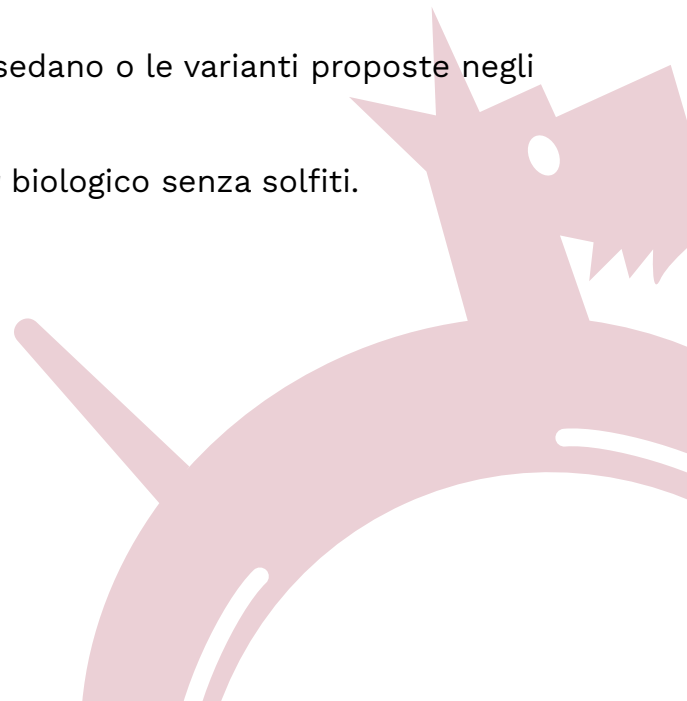 sedano o le varianti proposte negli
biologico senza solfiti.